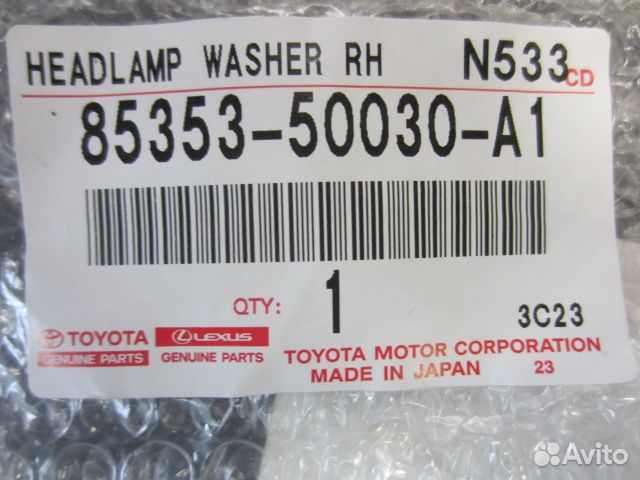 HEADLAMP WASHER RH N533CD
85353-50030-A1
QTY: 1 3C23
TOYOTA LEXUS
GENUINE PARTS GENUINE PARTS
TOYOTA MOTOR CORPORATION
MADE IN JAPAN 23
Avito